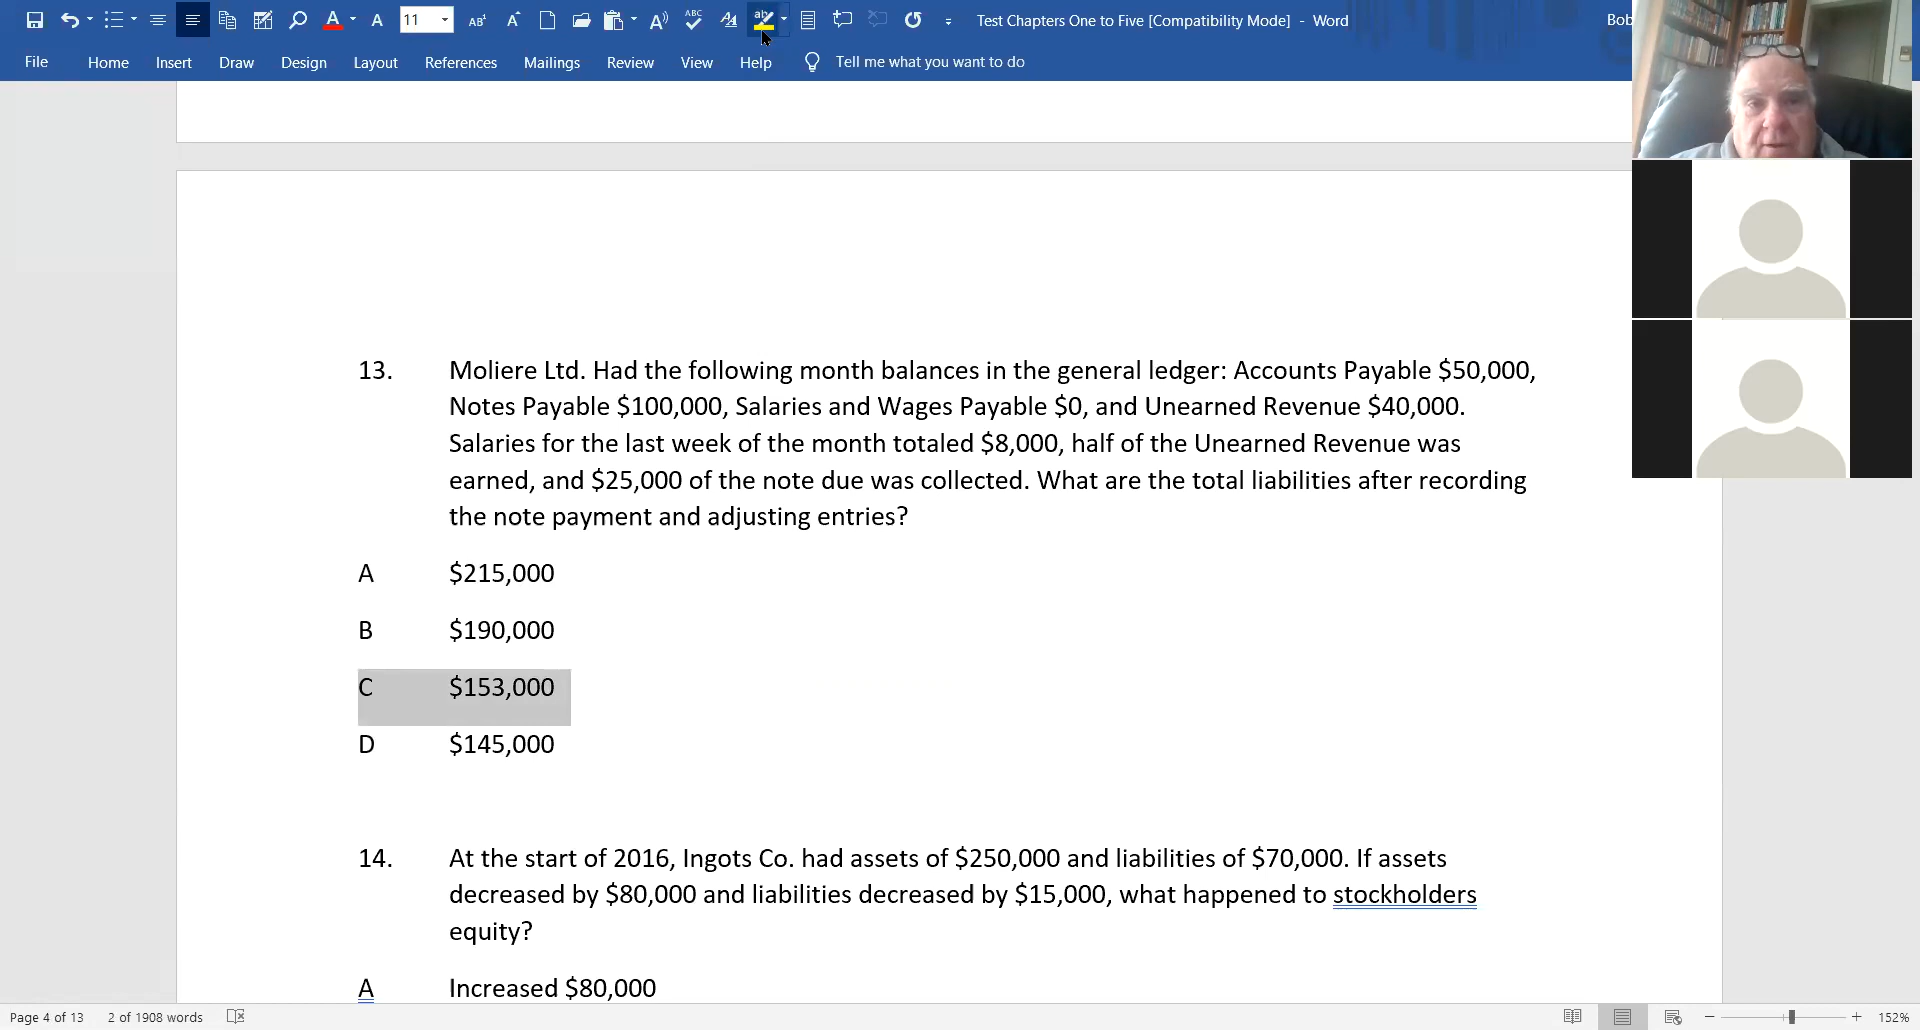 11
Test Chapters One to Five [Compatibility Mode] - Word
Bob
File Home Insert Draw Design Layout References Mailings Review View Help Tell me what you want to do
13. Moliere Ltd. Had the following month balances in the general ledger: Accounts Payable $50,000,
Notes Payable $100,000, Salaries and Wages Payable $0, and Unearned Revenue $40,000.
Salaries for the last week of the month totaled $8,000, half of the Unearned Revenue was
earned, and $25,000 of the note due was collected. What are the total liabilities after recording
the note payment and adjusting entries?
A $215,000
B $190,000
C $153,000
D $145,000
14. At the start of 2016, Ingots Co. had assets of $250,000 and liabilities of $70,000. If assets
decreased by $80,000 and liabilities decreased by $15,000, what happened to stockholders
equity?
A Increased $80,000
Page 4 of 13 2 of 1908 words 152%